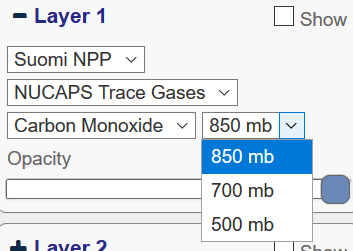 Layer 1 Show
Suomi NPP
NUCAPS Trace Gases
Carbon Monoxide 850 mb
850 mb
Opacity
700 mb
500 mb
Layer 2 Show